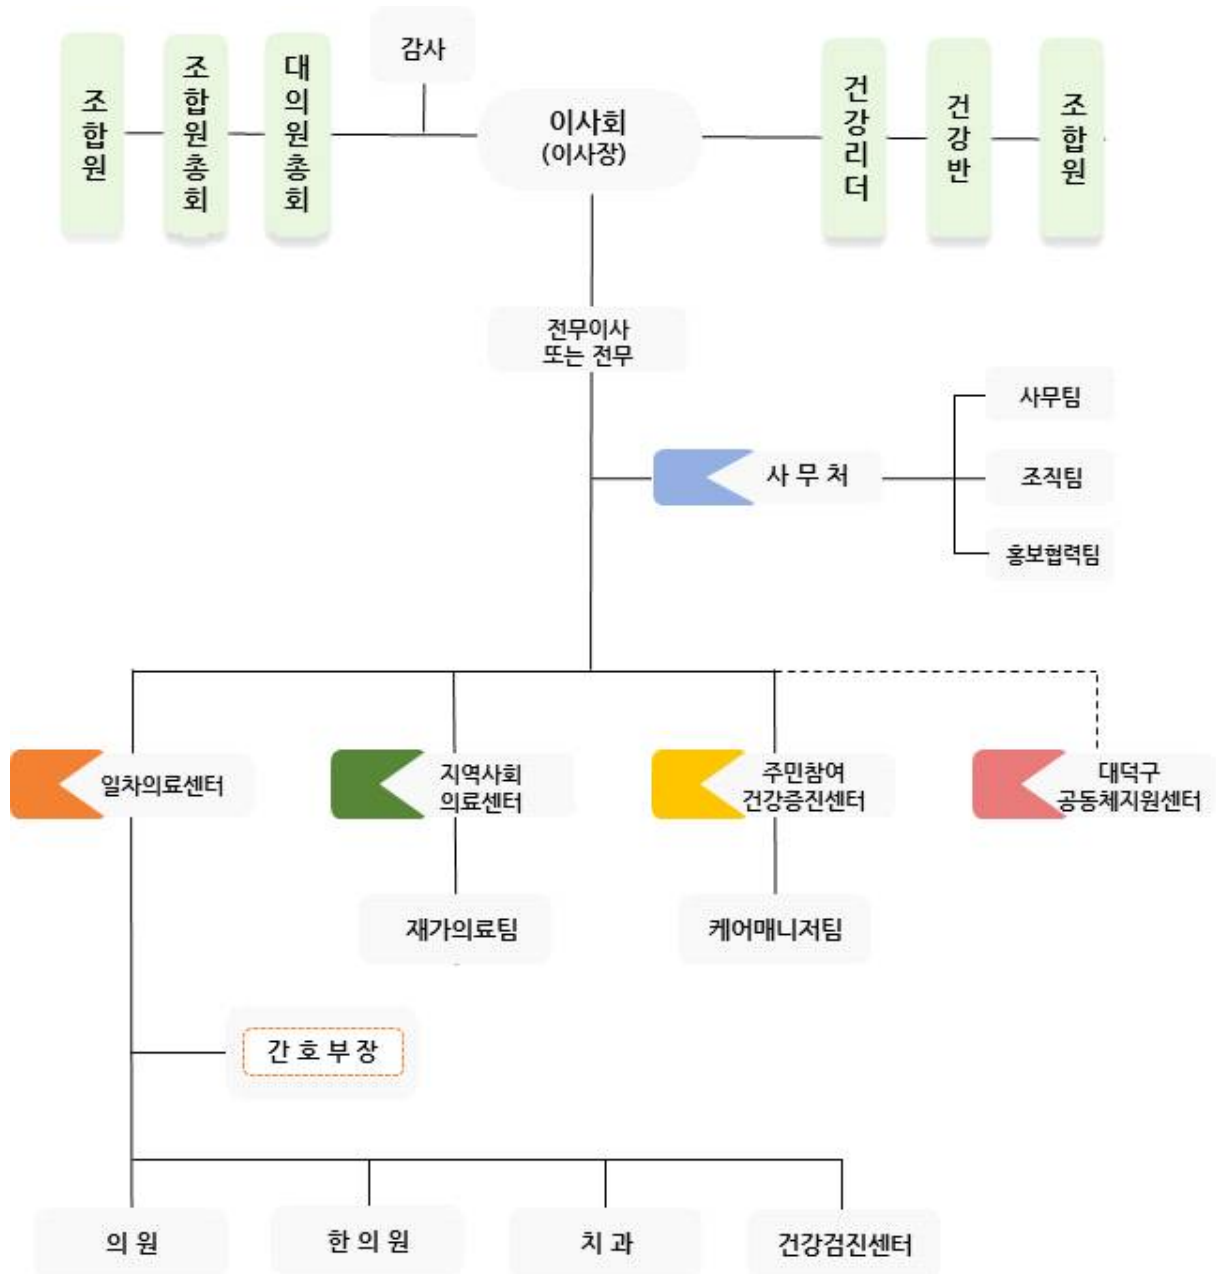 감사
조합원
조합원총회
대의원총회
이사회
(이사장)
건강리더
건강반
조합원
전무이사
또는 전무
사무팀
사 무 처
조직팀
홍보협력팀
일차의료센터
지역사회
의료센터
주민참여
건강증진센터
대덕구
공동체지원센터
재가의료팀
케어매니저팀
간 호 부 장
의 원
한 의 원
치 과
건강검진센터